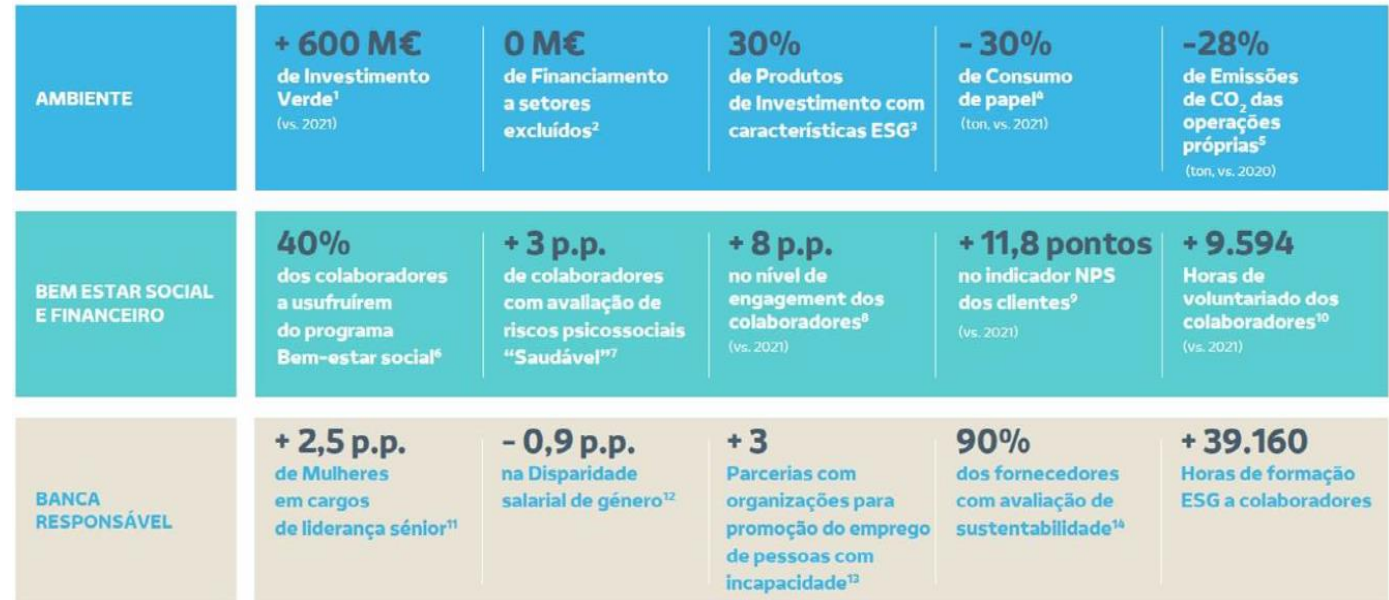 AMBIENTE
+ 600 M€
de Investimento
Verde¹
(vs. 2021)
0 M€
de Financiamento
a setores
excluídos²
30%
de Produtos
de Investimento com
características ESG³
- 30%
de Consumo
de papel⁴
(ton, vs. 2021)
-28%
de Emissões
de CO₂ das
operações
próprias⁵
(ton, vs. 2020)
BEM ESTAR SOCIAL
E FINANCEIRO
40%
dos colaboradores
a usufruírem
do programa
Bem-estar social⁶
+ 3 p.p.
de colaboradores
com avaliação de
riscos psicossociais
“Saudável”⁷
+ 8 p.p.
no nível de
engagement dos
colaboradores⁸
(vs. 2021)
+ 11,8 pontos
no indicador NPS
dos clientes⁹
(vs. 2021)
+ 9.594
Horas de
voluntariado dos
colaboradores¹⁰
(vs. 2021)
BANCA
RESPONSÁVEL
+ 2,5 p.p.
de Mulheres
em cargos
de liderança sénior¹¹
- 0,9 p.p.
na Disparidade
salarial de género¹²
+ 3
Parcerias com
organizações para
promoção do emprego
de pessoas com
incapacidade¹³
90%
dos fornecedores
com avaliação de
sustentabilidade¹⁴
+ 39.160
Horas de formação
ESG a colaboradores